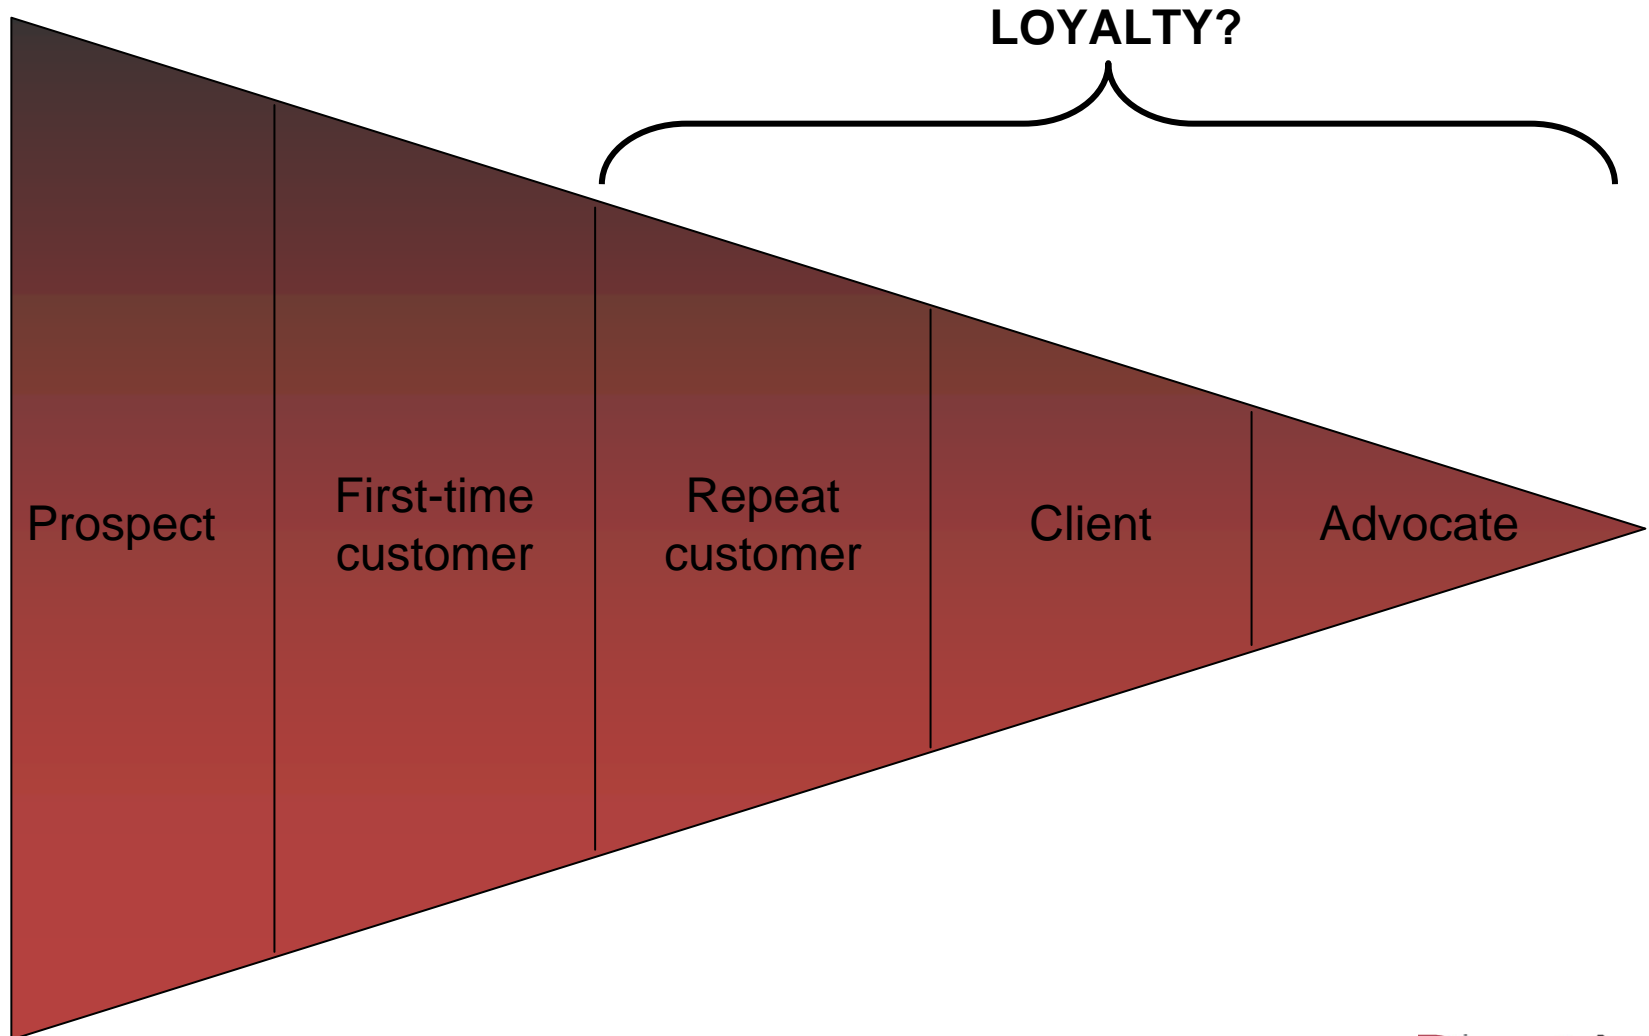 LOYALTY?
Prospect
First-time
customer
Repeat
customer
Client
Advocate